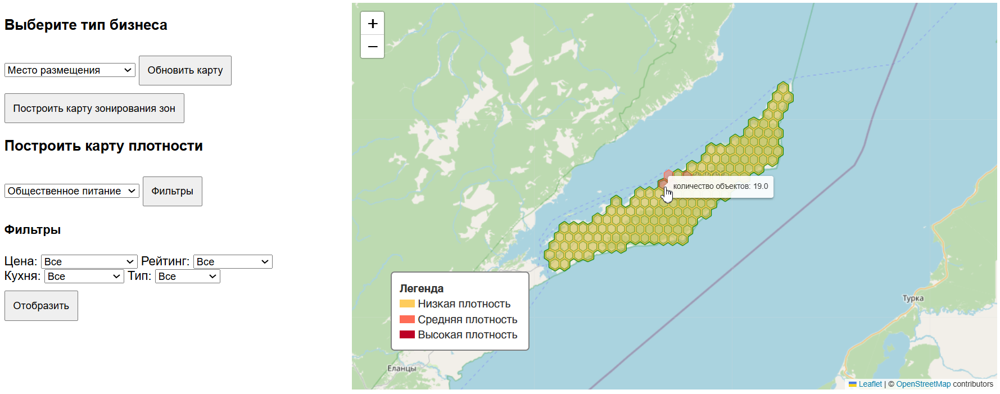 Выберите тип бизнеса
Место размещения
Обновить карту
Построить карту зонирования зон
Построить карту плотности
Общественное питание
Фильтры
Фильтры
Цена: Все Рейтинг: Все
Кухня: Все Тип: Все
Отобразить
+
−
количество объектов: 19.0
Турка
Легенда
Низкая плотность
Средняя плотность
Высокая плотность
Еланцы
Leaflet | © OpenStreetMap contributors